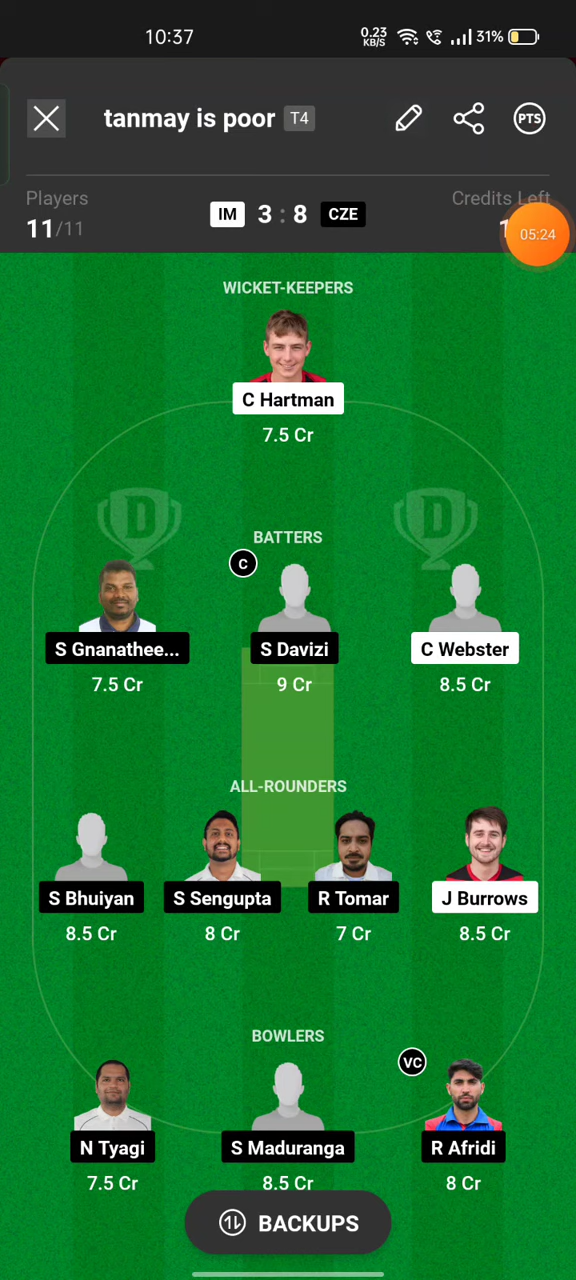 10:37 0.23 KB/S 31%
tanmay is poor T4 PTS
Players Credits Left
11/11 IM 3 : 8 CZE 05:24
WICKET-KEEPERS
C Hartman
7.5 Cr
D D
BATTERS
C
S Gnanathee... S Davizi C Webster
7.5 Cr 9 Cr 8.5 Cr
ALL-ROUNDERS
S Bhuiyan S Sengupta R Tomar J Burrows
8.5 Cr 8 Cr 7 Cr 8.5 Cr
BOWLERS
VC
N Tyagi S Maduranga R Afridi
7.5 Cr 8.5 Cr 8 Cr
BACKUPS